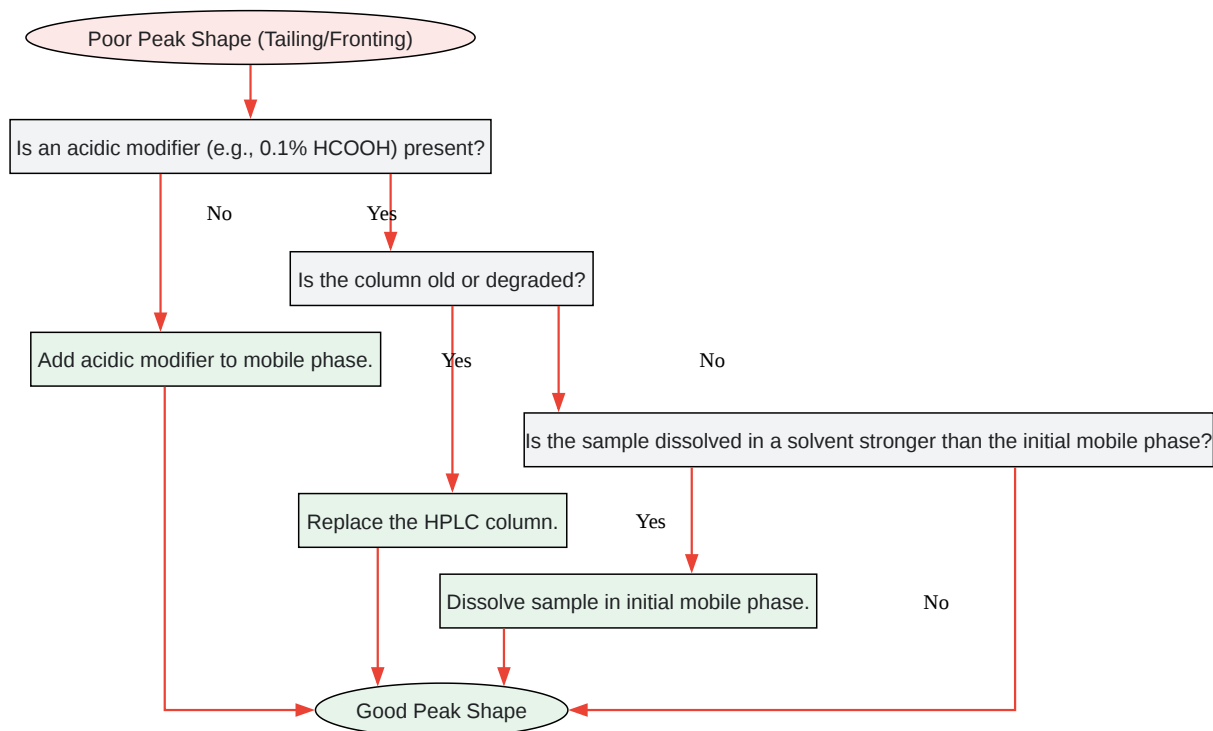 Poor Peak Shape (Tailing/Fronting)
Is an acidic modifier (e.g., 0.1% HCOOH) present?
No
Yes
Is the column old or degraded?
Add acidic modifier to mobile phase.
Yes
No
Is the sample dissolved in a solvent stronger than the initial mobile phase?
Replace the HPLC column.
Yes
Dissolve sample in initial mobile phase.
No
Good Peak Shape